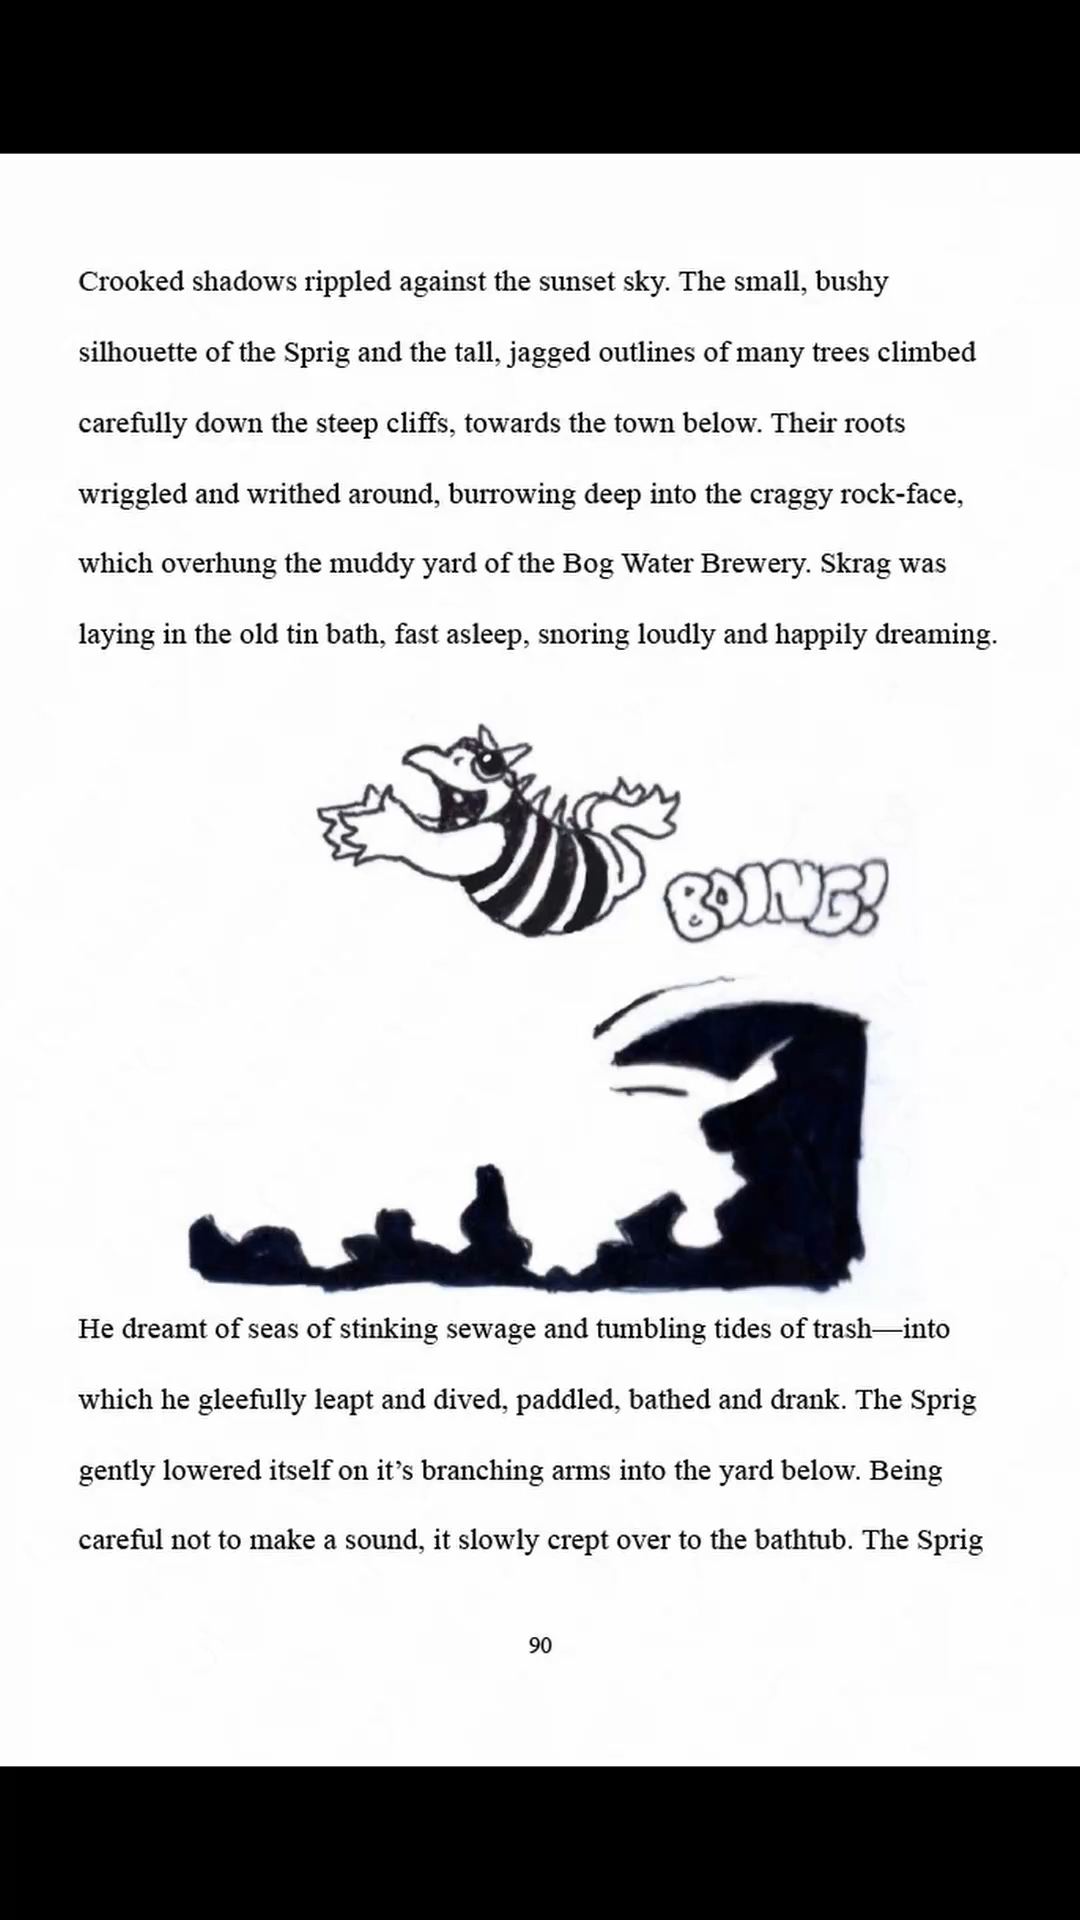 Crooked shadows rippled against the sunset sky. The small, bushy
silhouette of the Sprig and the tall, jagged outlines of many trees climbed
carefully down the steep cliffs, towards the town below. Their roots
wriggled and writhed around, burrowing deep into the craggy rock-face,
which overhung the muddy yard of the Bog Water Brewery. Skrag was
laying in the old tin bath, fast asleep, snoring loudly and happily dreaming.
BOING!
He dreamt of seas of stinking sewage and tumbling tides of trash—into
which he gleefully leapt and dived, paddled, bathed and drank. The Sprig
gently lowered itself on it’s branching arms into the yard below. Being
careful not to make a sound, it slowly crept over to the bathtub. The Sprig
90